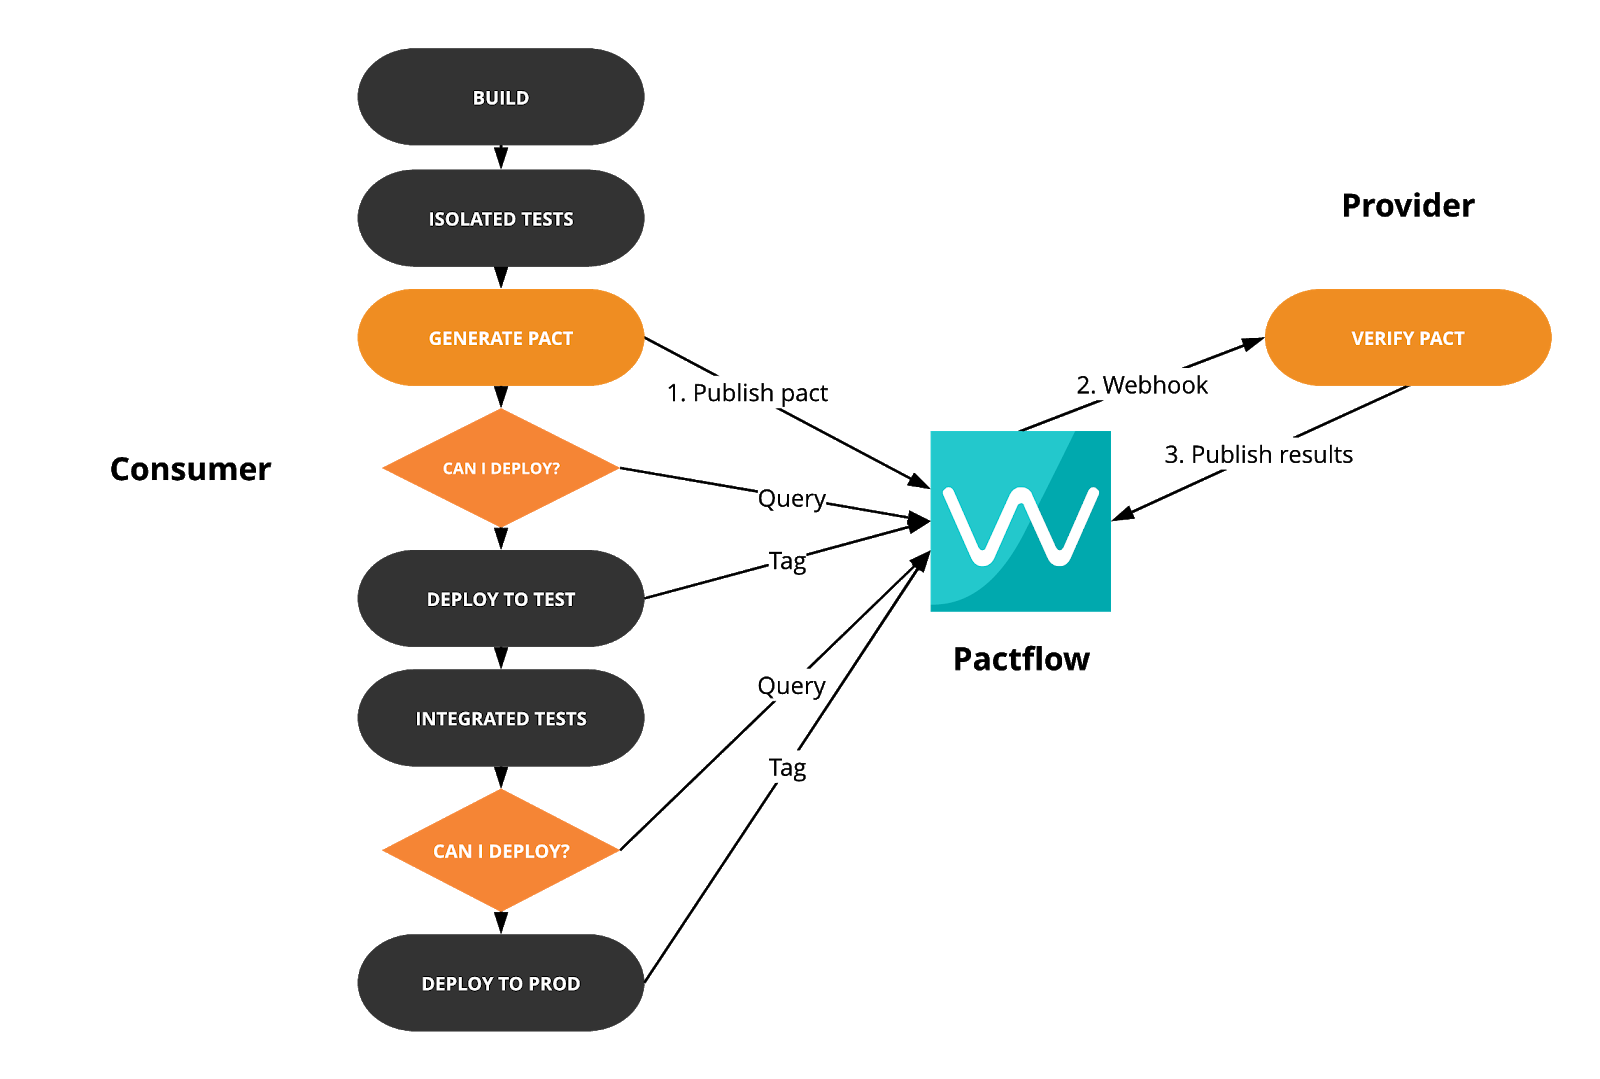 BUILD
ISOLATED TESTS
Provider
GENERATE PACT
VERIFY PACT
1. Publish pact
2. Webhook
3. Publish results
Consumer
CAN I DEPLOY?
Query
Tag
DEPLOY TO TEST
Pactflow
Query
INTEGRATED TESTS
Tag
CAN I DEPLOY?
DEPLOY TO PROD